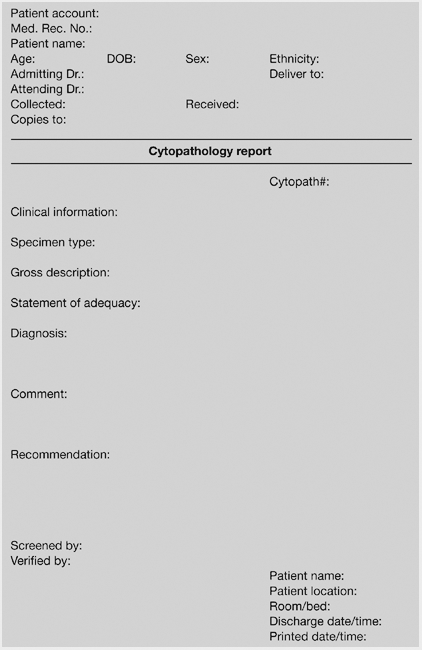 Patient account:
Med. Rec. No.:
Patient name:
Age: DOB: Sex: Ethnicity:
Admitting Dr.: Deliver to:
Attending Dr.:
Collected: Received:
Copies to:
Cytopathology report
Cytopath#:
Clinical information:
Specimen type:
Gross description:
Statement of adequacy:
Diagnosis:
Comment:
Recommendation:
Screened by:
Verified by:
Patient name:
Patient location:
Room/bed:
Discharge date/time:
Printed date/time: